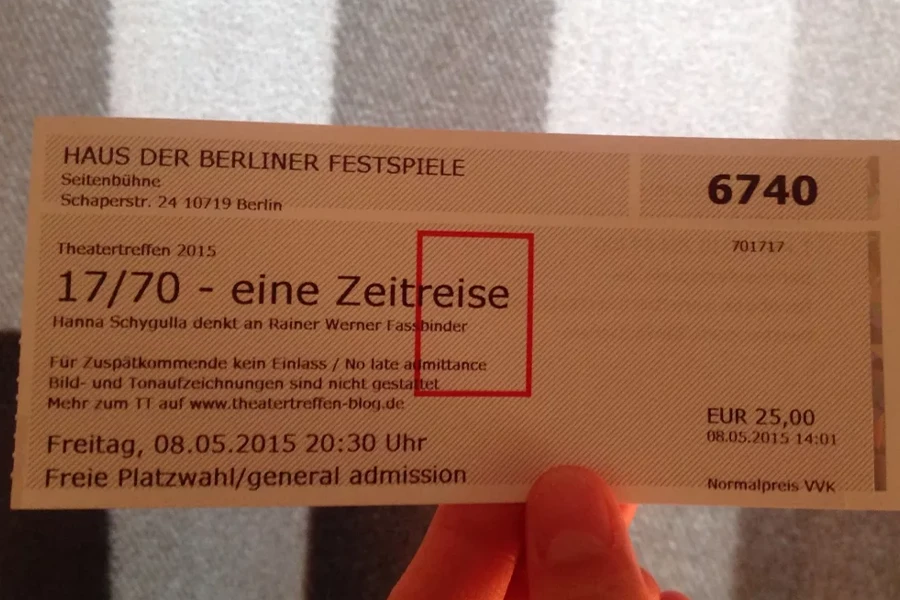 HAUS DER BERLINER FESTSPIELE
Seitenbühne
Schaperstr. 24 10719 Berlin
6740
701717
Theatertreffen 2015
17/70 - eine Zeitreise
Hanna Schygulla denkt an Rainer Werner Fassbinder
Für Zuspätkommende kein Einlass / No late admittance
Bild- und Tonaufzeichnungen sind nicht gestattet
Mehr zum TT auf www.theatertreffen-blog.de
Freitag, 08.05.2015 20:30 Uhr
Freie Platzwahl/general admission
EUR 25,00
08.05.2015 14:01
Normalpreis VVK